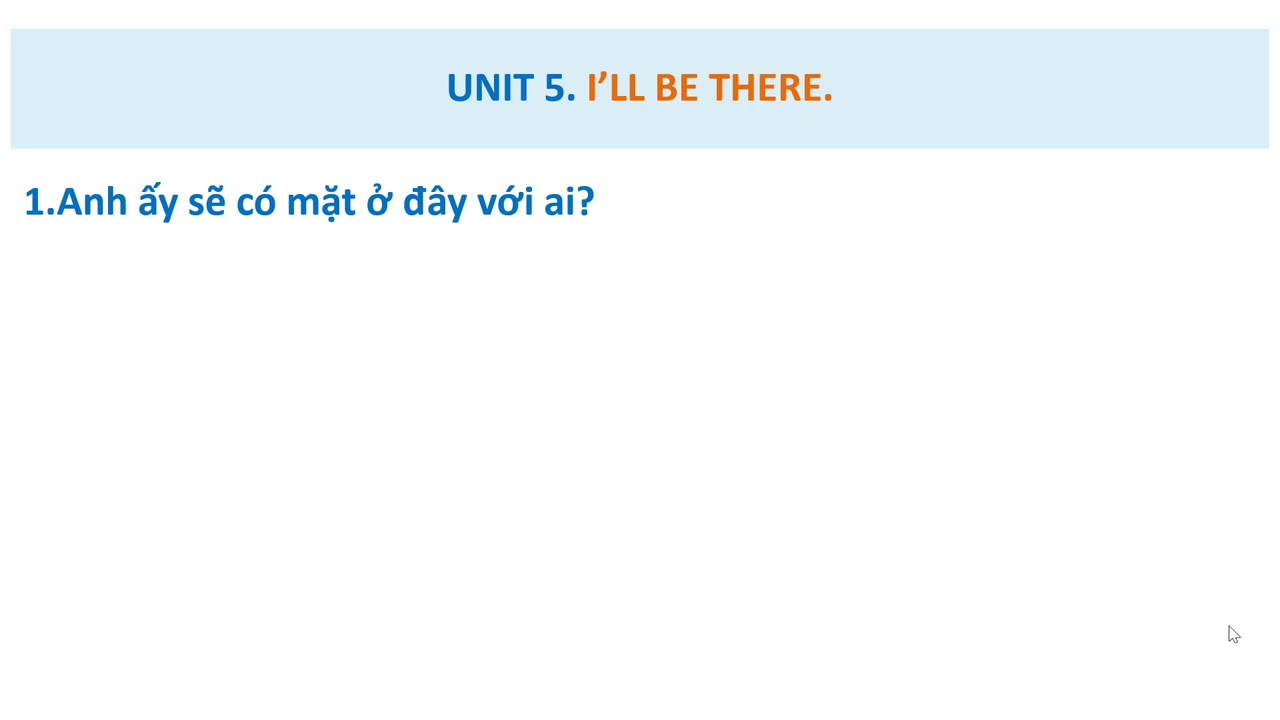 UNIT 5. I’LL BE THERE.
1.Anh ấy sẽ có mặt ở đây với ai?